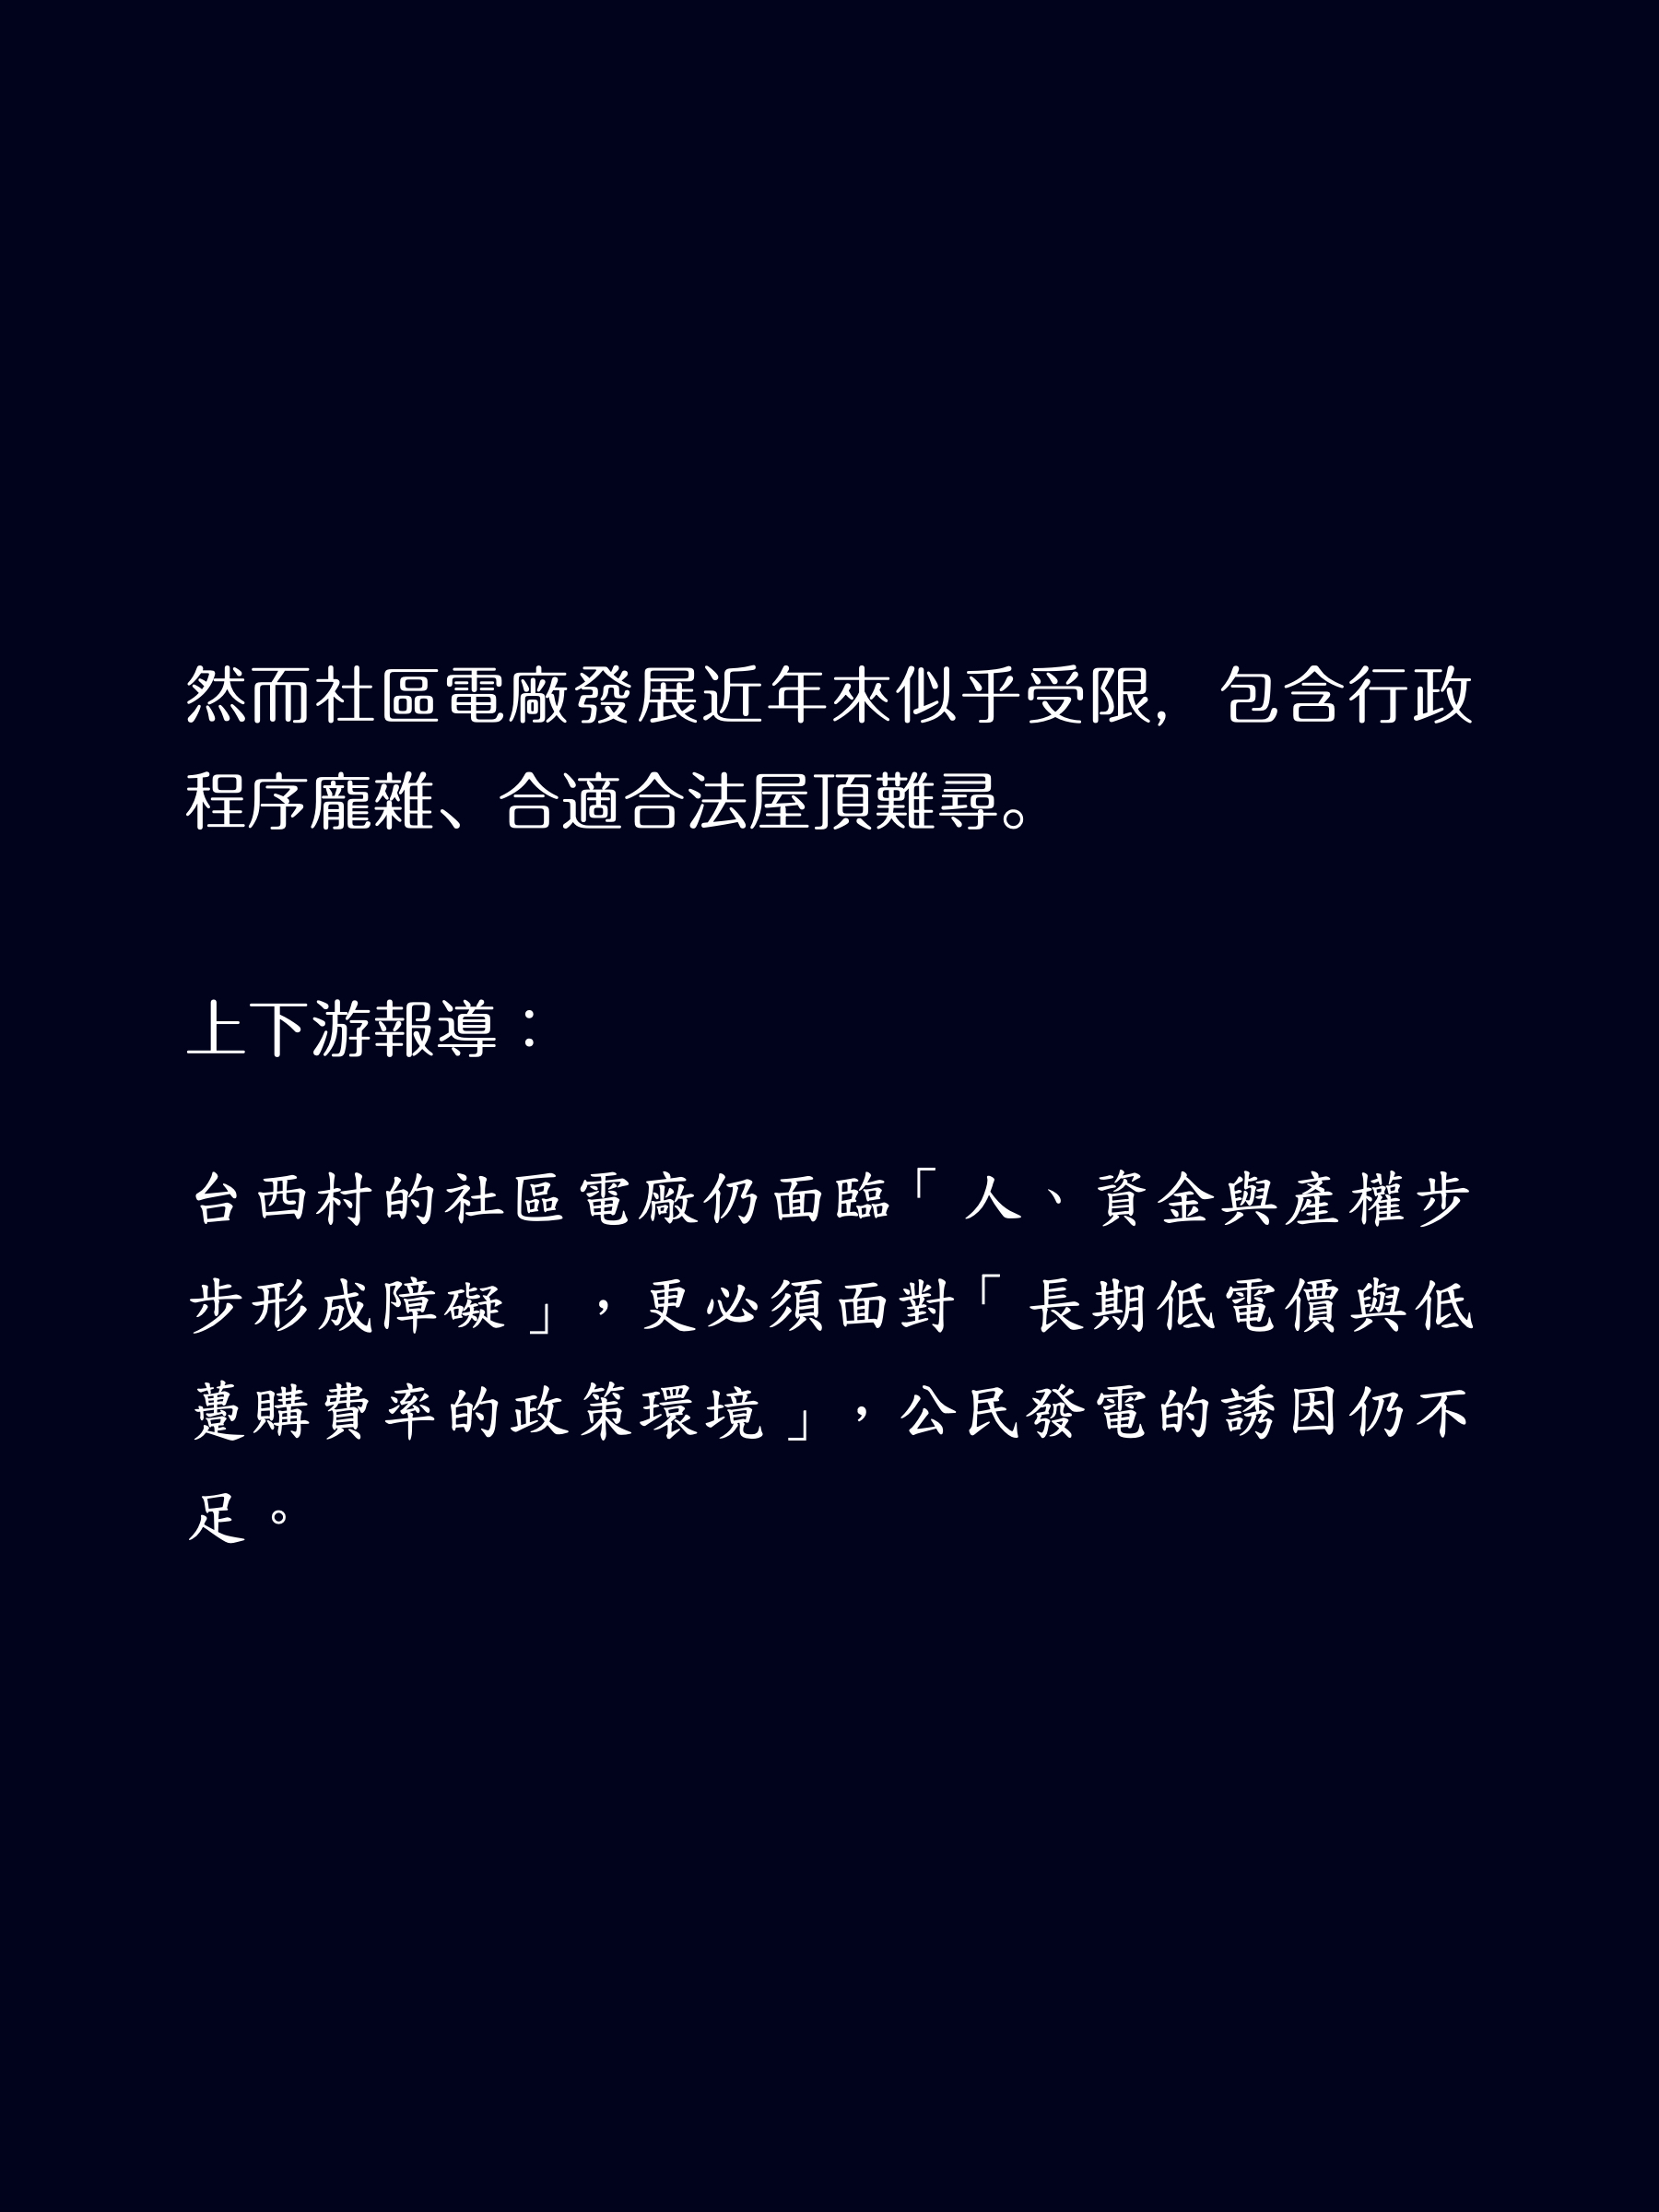 然而社區電廠發展近年來似乎受限，包含行政
程序龐雜、合適合法屋頂難尋。
上下游報導：
台西村的社區電廠仍面臨「人、資金與產權步
步形成障礙」，更必須面對「長期低電價與低
躉購費率的政策環境」，公民發電的誘因仍不
足。